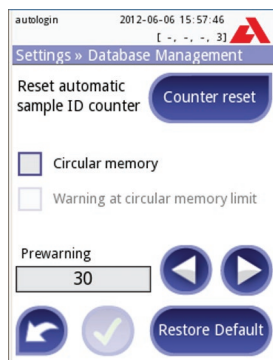 autologin 2012-06-06 15:57:46
[ -, -, -, 3]
Settings » Database Management
Reset automatic
sample ID counter
Counter reset
Circular memory
Warning at circular memory limit
Prewarning
30
Restore Default